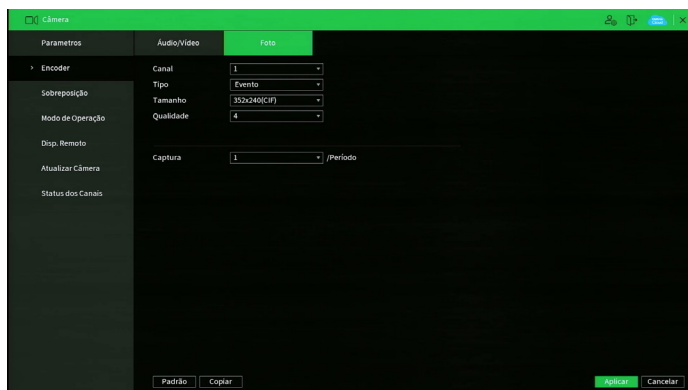 Câmera
Parametros
Áudio/Vídeo
Foto
Encoder
Canal
1
Tipo
Evento
Sobreposição
Tamanho
352x240(CIF)
Modo de Operação
Qualidade
4
Disp. Remoto
Captura
1
/Período
Atualizar Câmera
Status dos Canais
Padrão
Copiar
Aplicar
Cancelar